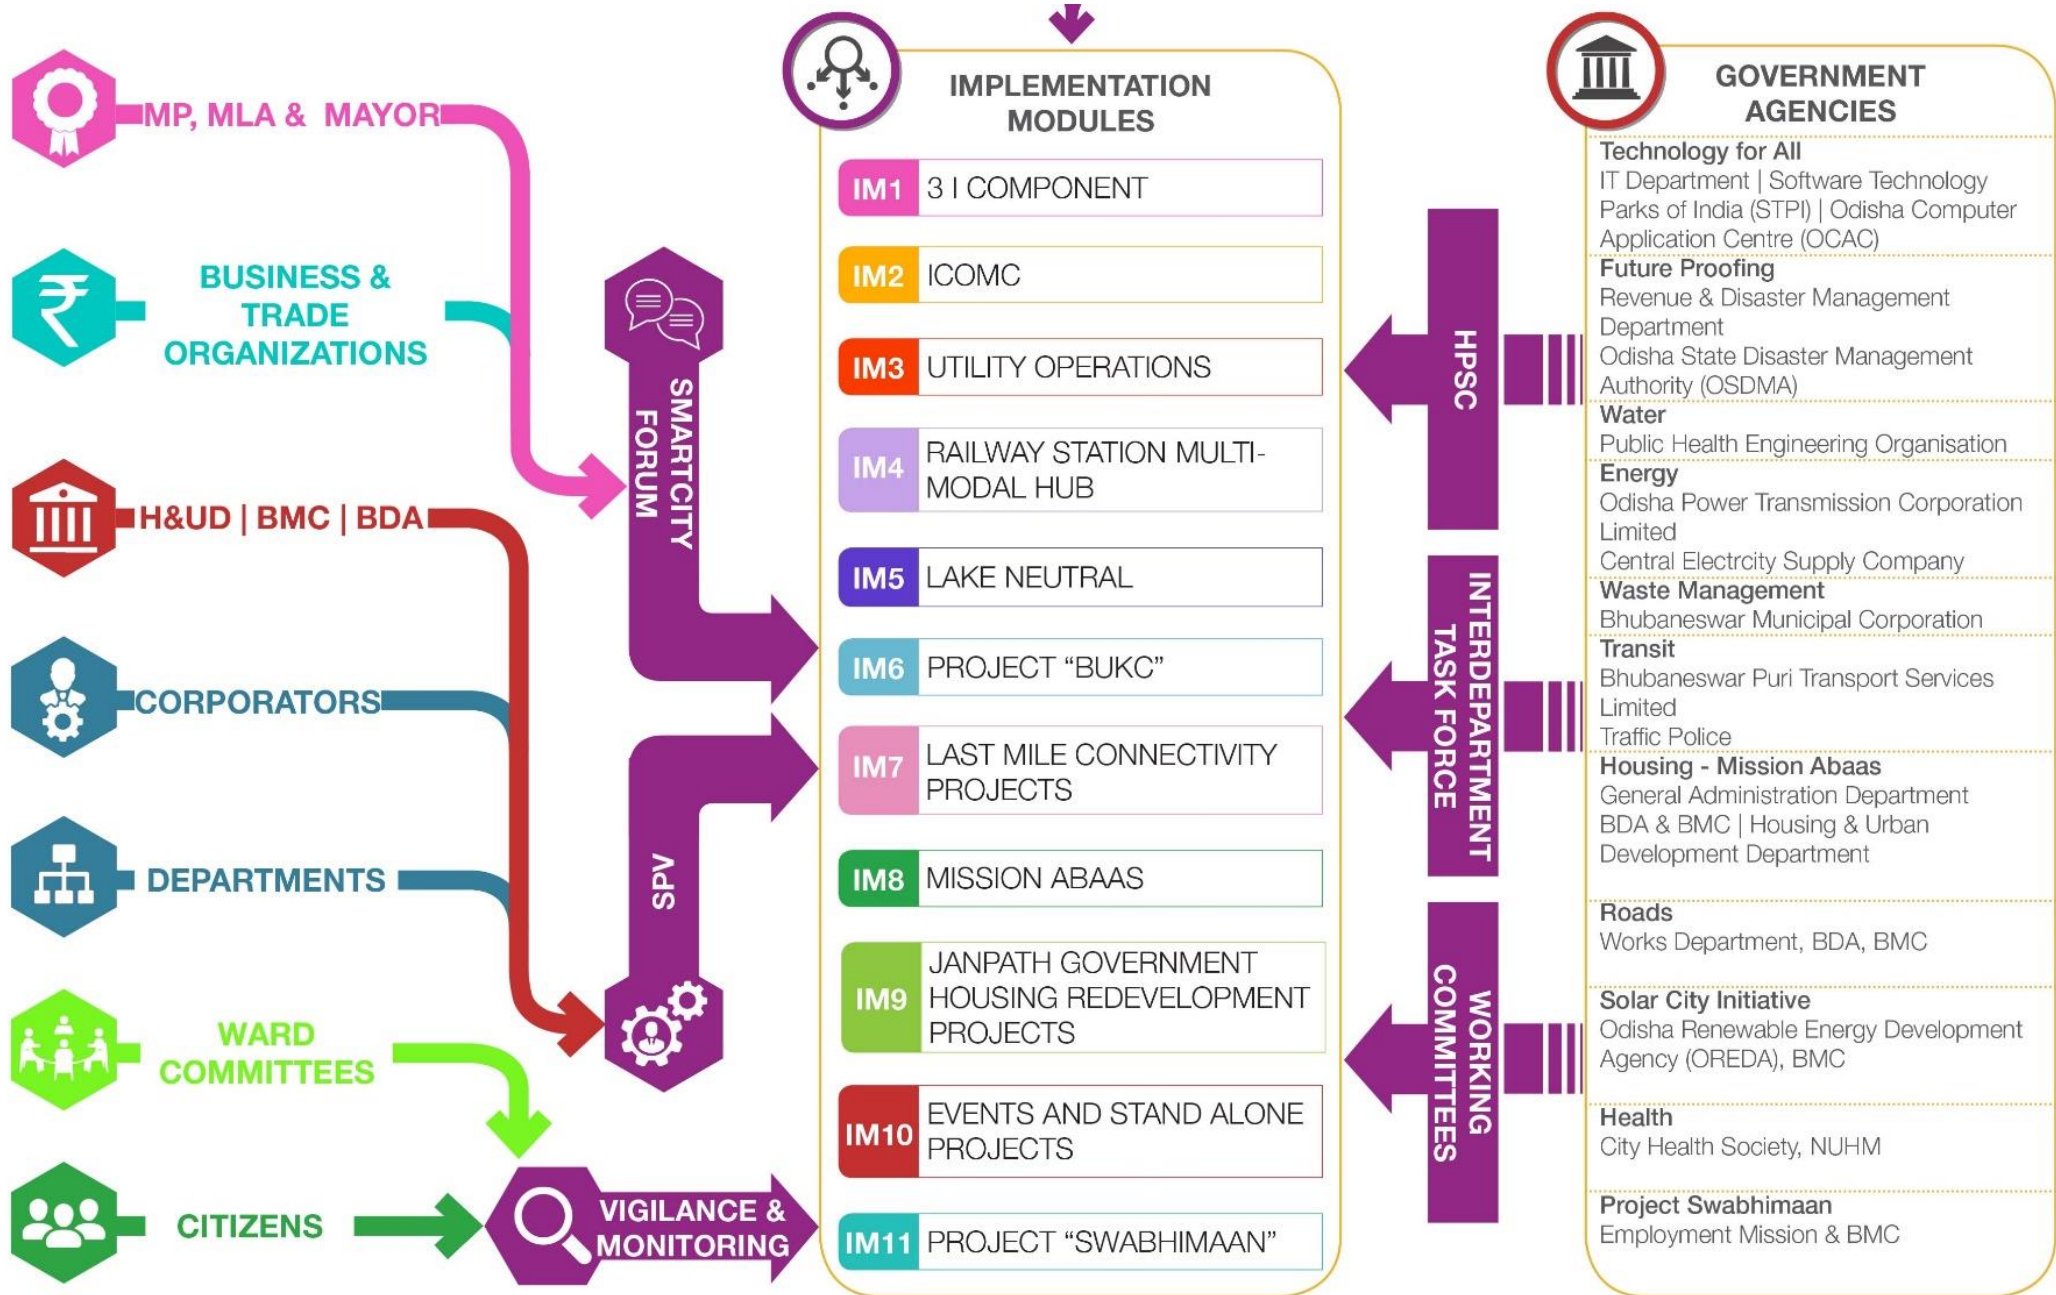 MP, MLA & MAYOR
BUSINESS &
TRADE
ORGANIZATIONS
H&UD | BMC | BDA
CORPORATORS
DEPARTMENTS
WARD
COMMITTEES
CITIZENS
SMARTCITY
FORUM
SPV
VIGILANCE &
MONITORING
IMPLEMENTATION
MODULES
IM1 3 I COMPONENT
IM2 ICOMC
IM3 UTILITY OPERATIONS
IM4 RAILWAY STATION MULTI-
MODAL HUB
IM5 LAKE NEUTRAL
IM6 PROJECT “BUKC”
IM7 LAST MILE CONNECTIVITY
PROJECTS
IM8 MISSION ABAAS
IM9 JANPATH GOVERNMENT
HOUSING REDEVELOPMENT
PROJECTS
IM10 EVENTS AND STAND ALONE
PROJECTS
IM11 PROJECT “SWABHIMAAN”
HPSC
INTERDEPARTMENT
TASK FORCE
WORKING
COMMITTEES
GOVERNMENT
AGENCIES
Technology for All
IT Department | Software Technology
Parks of India (STPI) | Odisha Computer
Application Centre (OCAC)
Future Proofing
Revenue & Disaster Management
Department
Odisha State Disaster Management
Authority (OSDMA)
Water
Public Health Engineering Organisation
Energy
Odisha Power Transmission Corporation
Limited
Central Electrcity Supply Company
Waste Management
Bhubaneswar Municipal Corporation
Transit
Bhubaneswar Puri Transport Services
Limited
Traffic Police
Housing - Mission Abaas
General Administration Department
BDA & BMC | Housing & Urban
Development Department
Roads
Works Department, BDA, BMC
Solar City Initiative
Odisha Renewable Energy Development
Agency (OREDA), BMC
Health
City Health Society, NUHM
Project Swabhimaan
Employment Mission & BMC